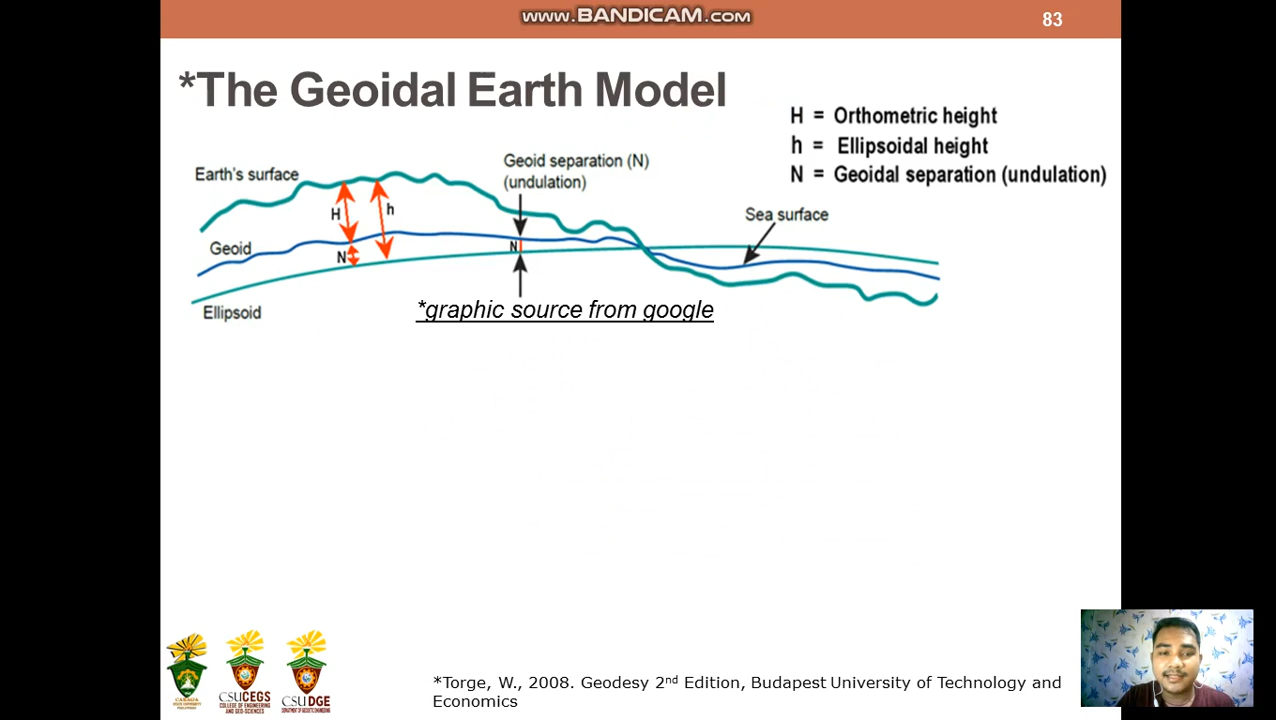 www.BANDICAM.com
83
*The Geoidal Earth Model
H = Orthometric height
h = Ellipsoidal height
N = Geoidal separation (undulation)
Geoid separation (N)
(undulation)
Earth's surface
Sea surface
H
h
Geoid
N
N
Ellipsoid
*graphic source from google
CSUCEGS
CSUDGE
*Torge, W., 2008. Geodesy 2nd Edition, Budapest University of Technology and
Economics